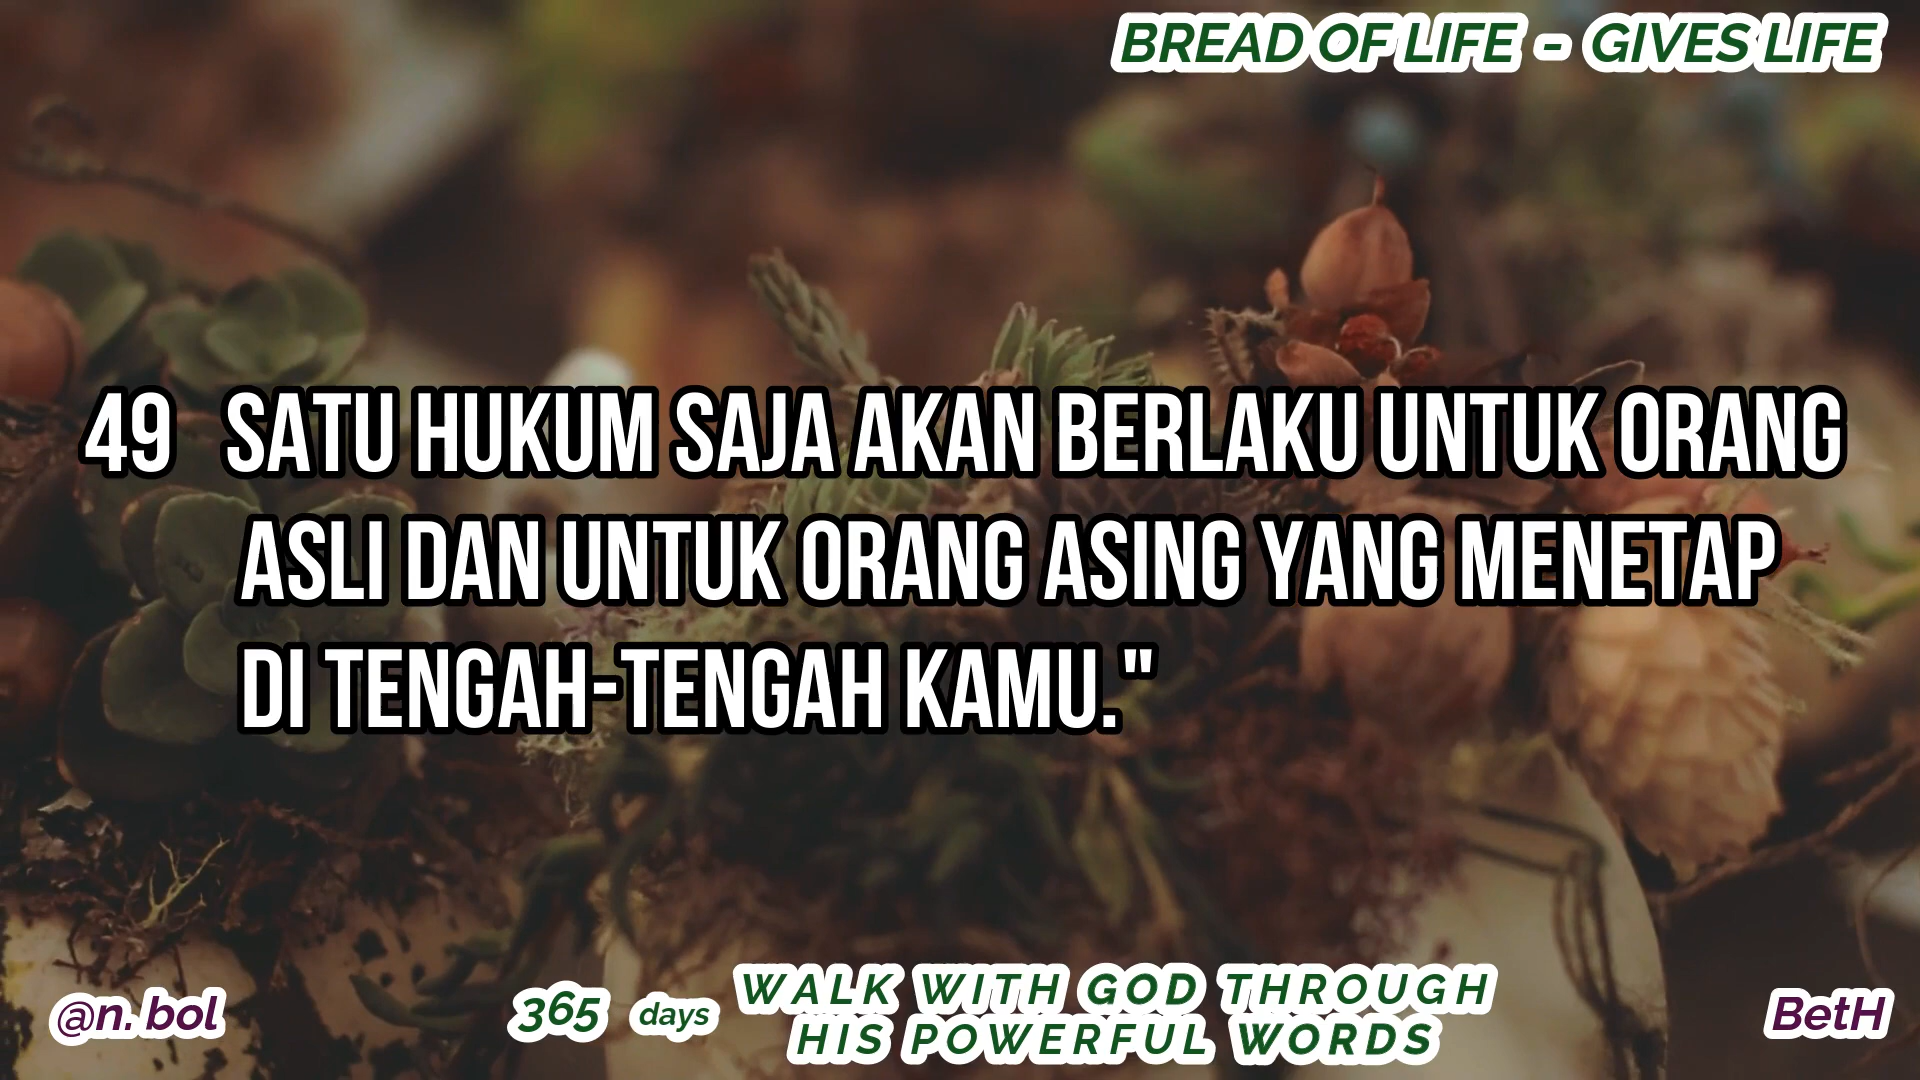 BREAD OF LIFE - GIVES LIFE
49 SATU HUKUM SAJA AKAN BERLAKU UNTUK ORANG
ASLI DAN UNTUK ORANG ASING YANG MENETAP
DI TENGAH-TENGAH KAMU."
@n. bol
365 days
WALK WITH GOD THROUGH
HIS POWERFUL WORDS
BetH